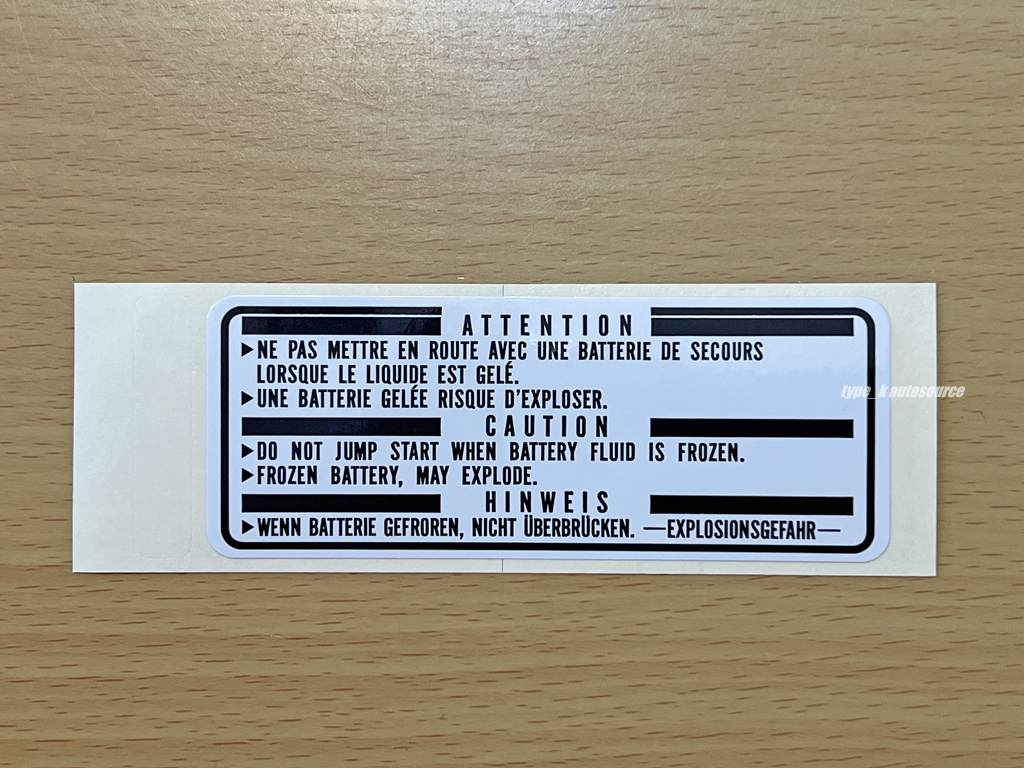 ATTENTION
▶NE PAS METTRE EN ROUTE AVEC UNE BATTERIE DE SECOURS
LORSQUE LE LIQUIDE EST GELÉ.
▶UNE BATTERIE GELÉE RISQUE D'EXPLOSER.
type_k autosource
CAUTION
▶DO NOT JUMP START WHEN BATTERY FLUID IS FROZEN.
▶FROZEN BATTERY, MAY EXPLODE.
HINWEIS
▶WENN BATTERIE GEFROREN, NICHT ÜBERBRÜCKEN. —EXPLOSIONSGEFAHR—